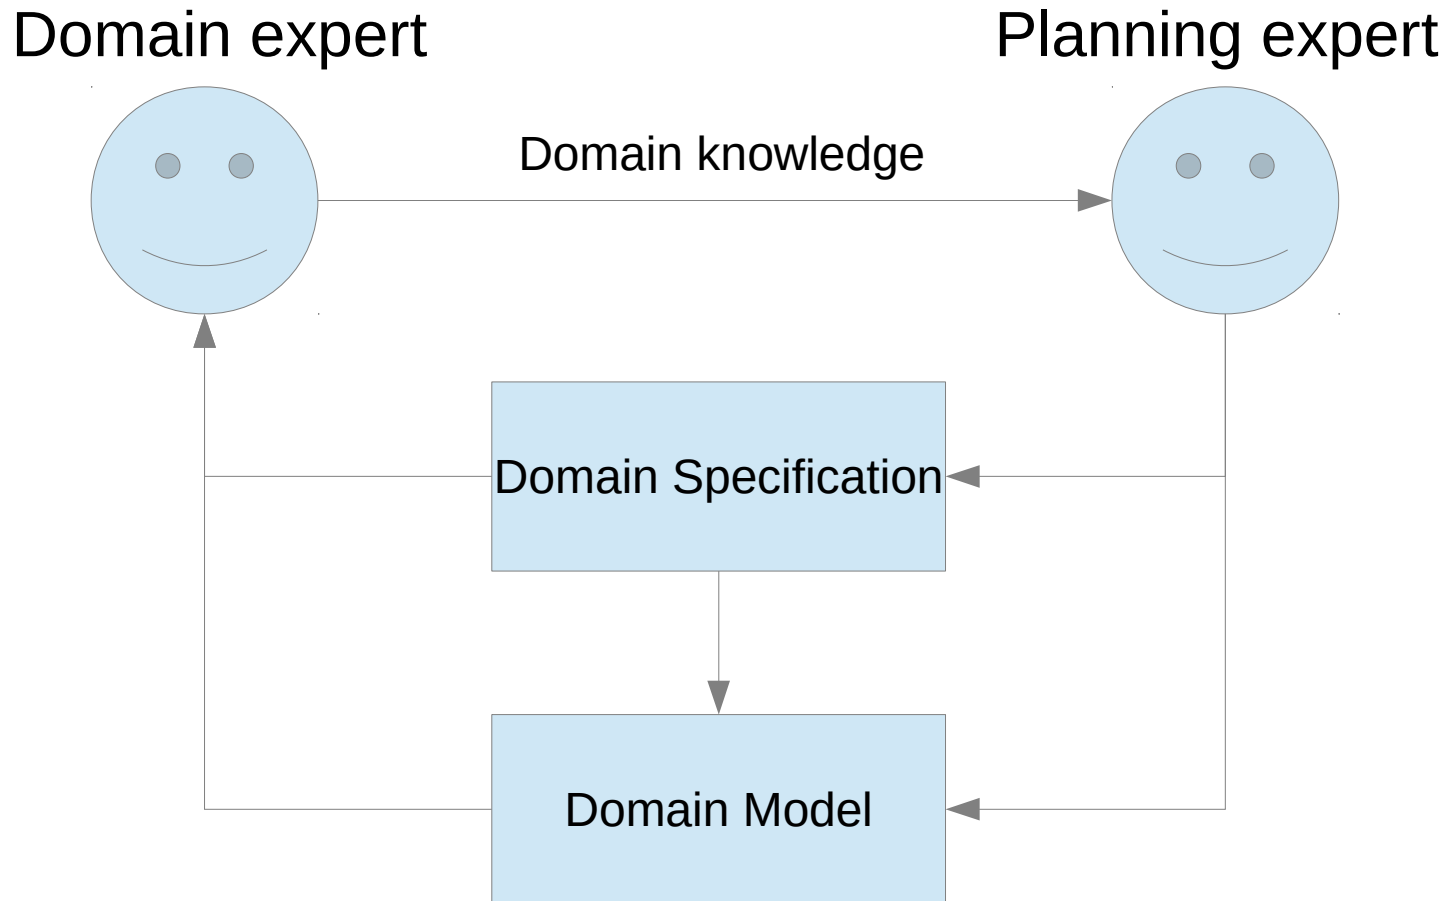 Domain expert
Planning expert
Domain knowledge
Domain Specification
Domain Model